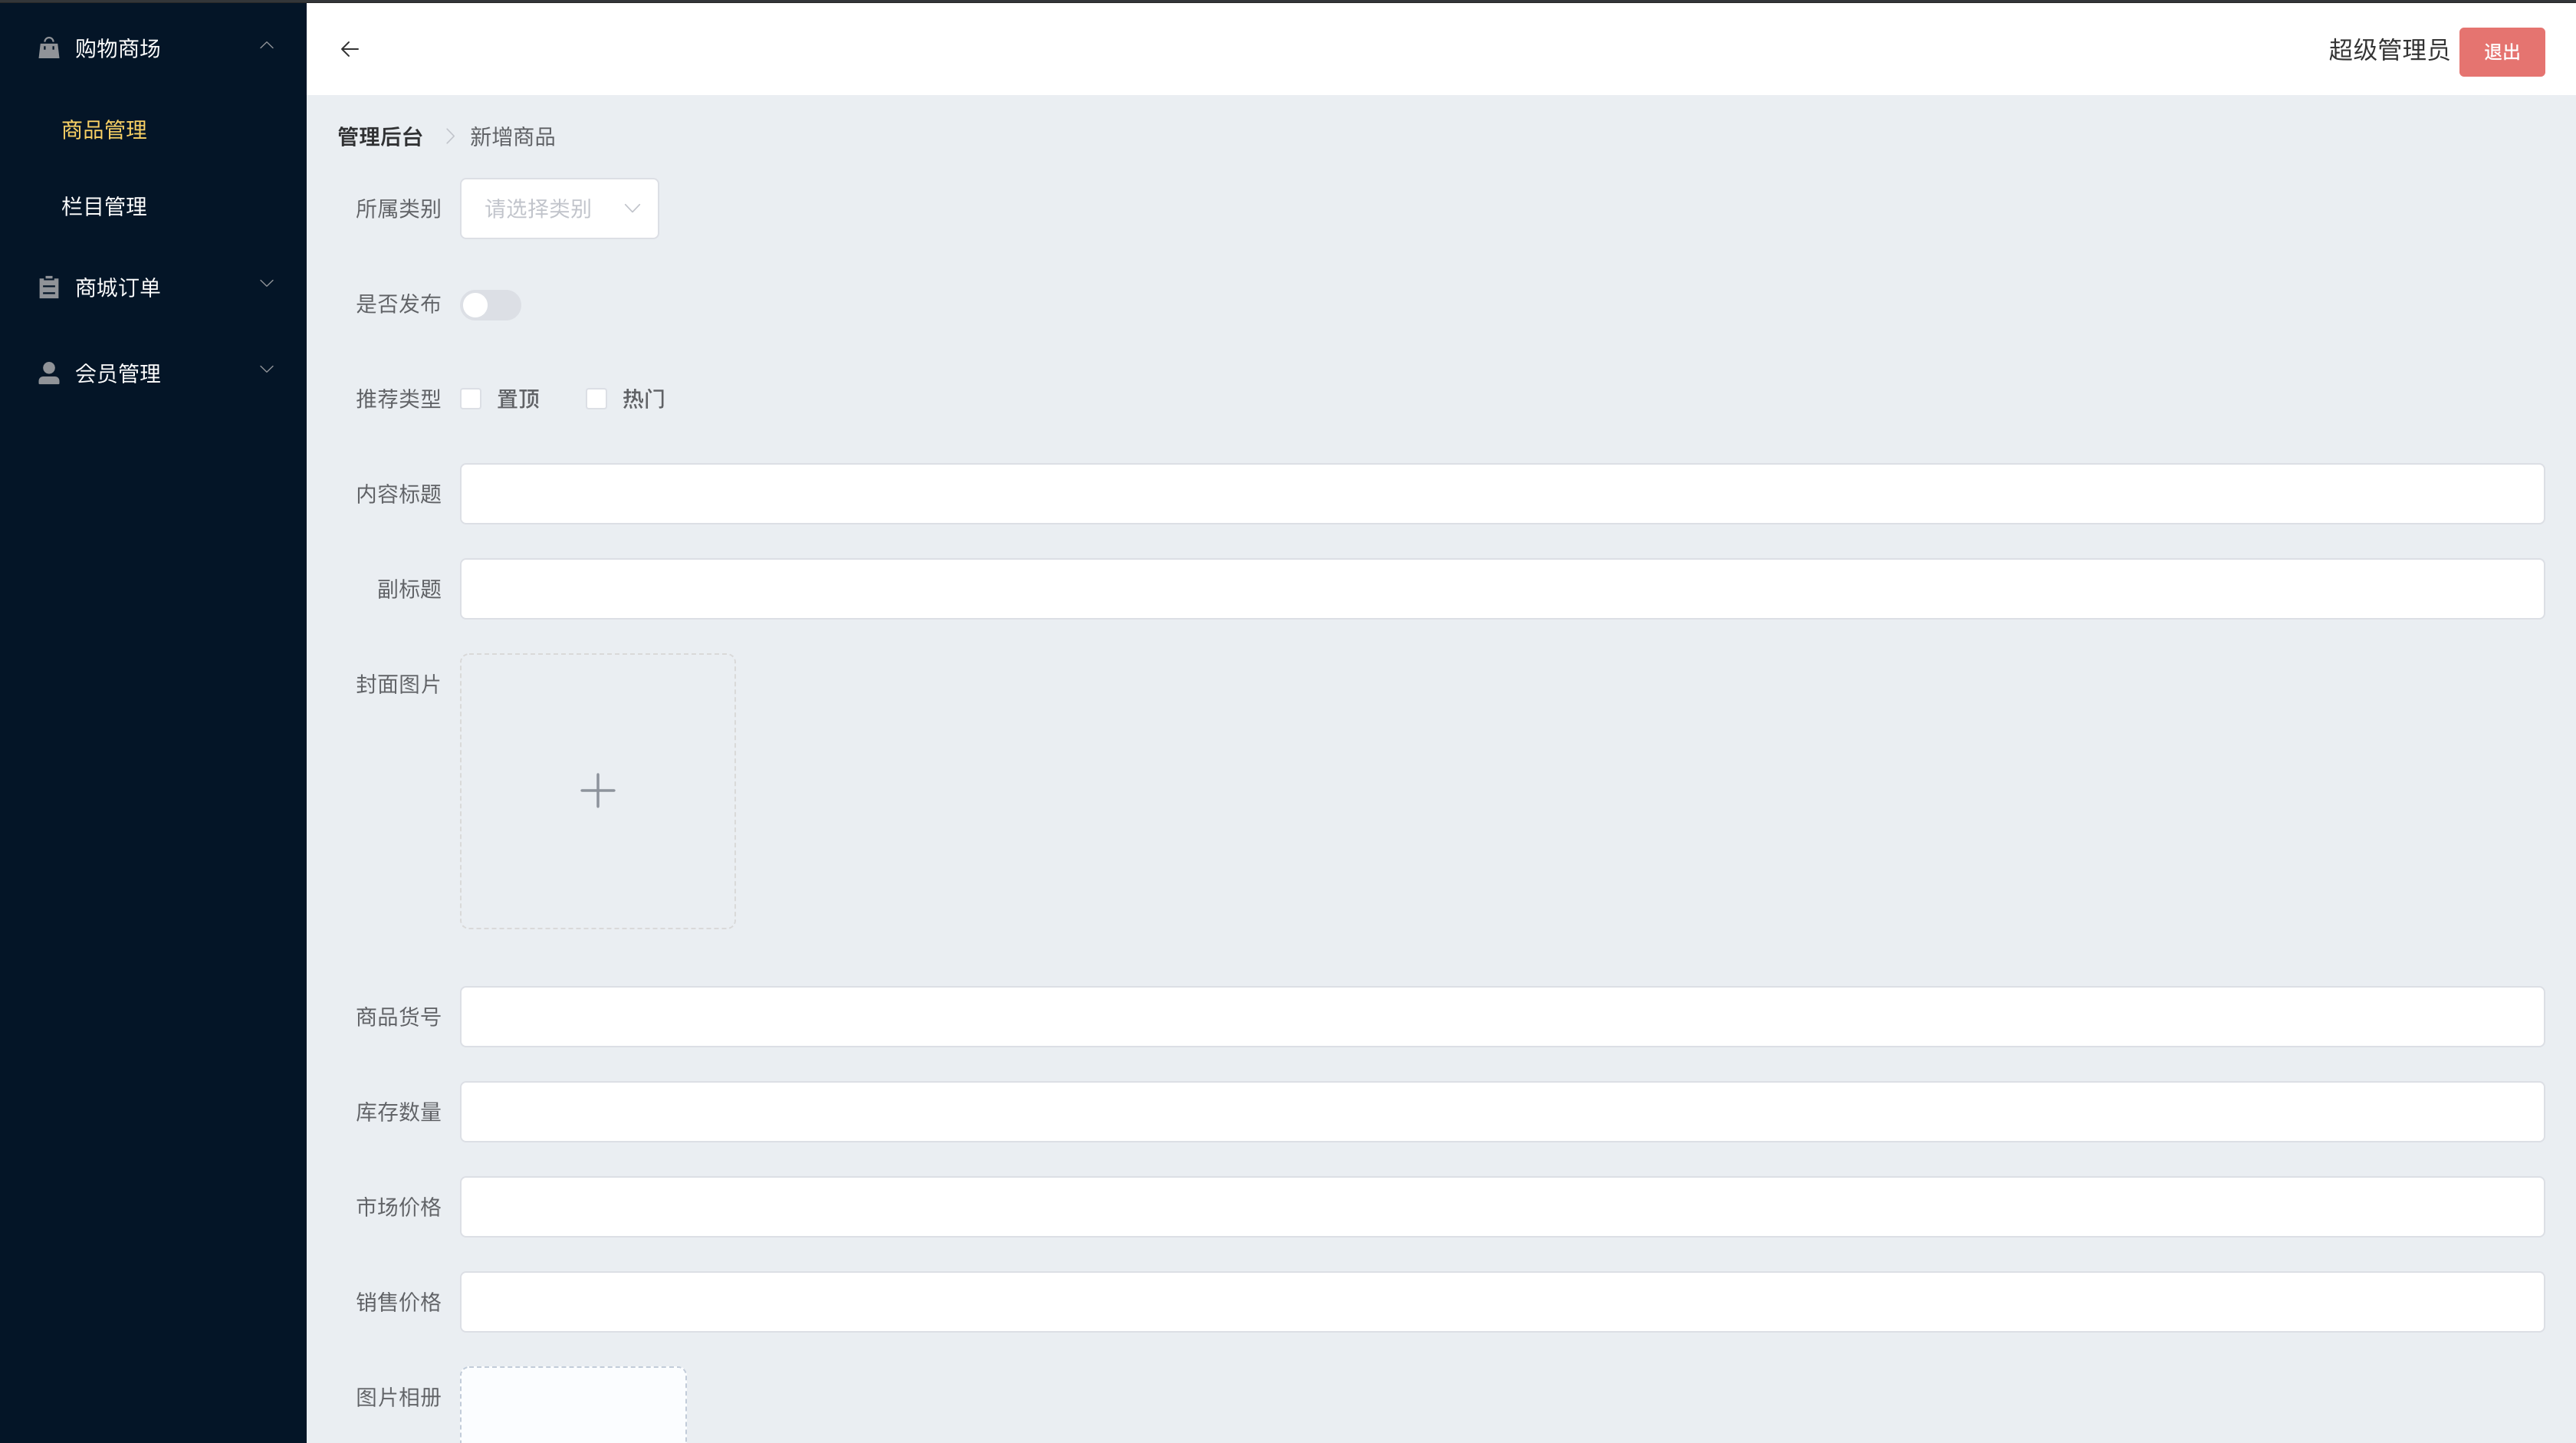 购物商场
商品管理
栏目管理
商城订单
会员管理
超级管理员 退出
管理后台 新增商品
所属类别 请选择类别
是否发布
推荐类型 置顶 热门
内容标题
副标题
封面图片
商品货号
库存数量
市场价格
销售价格
图片相册